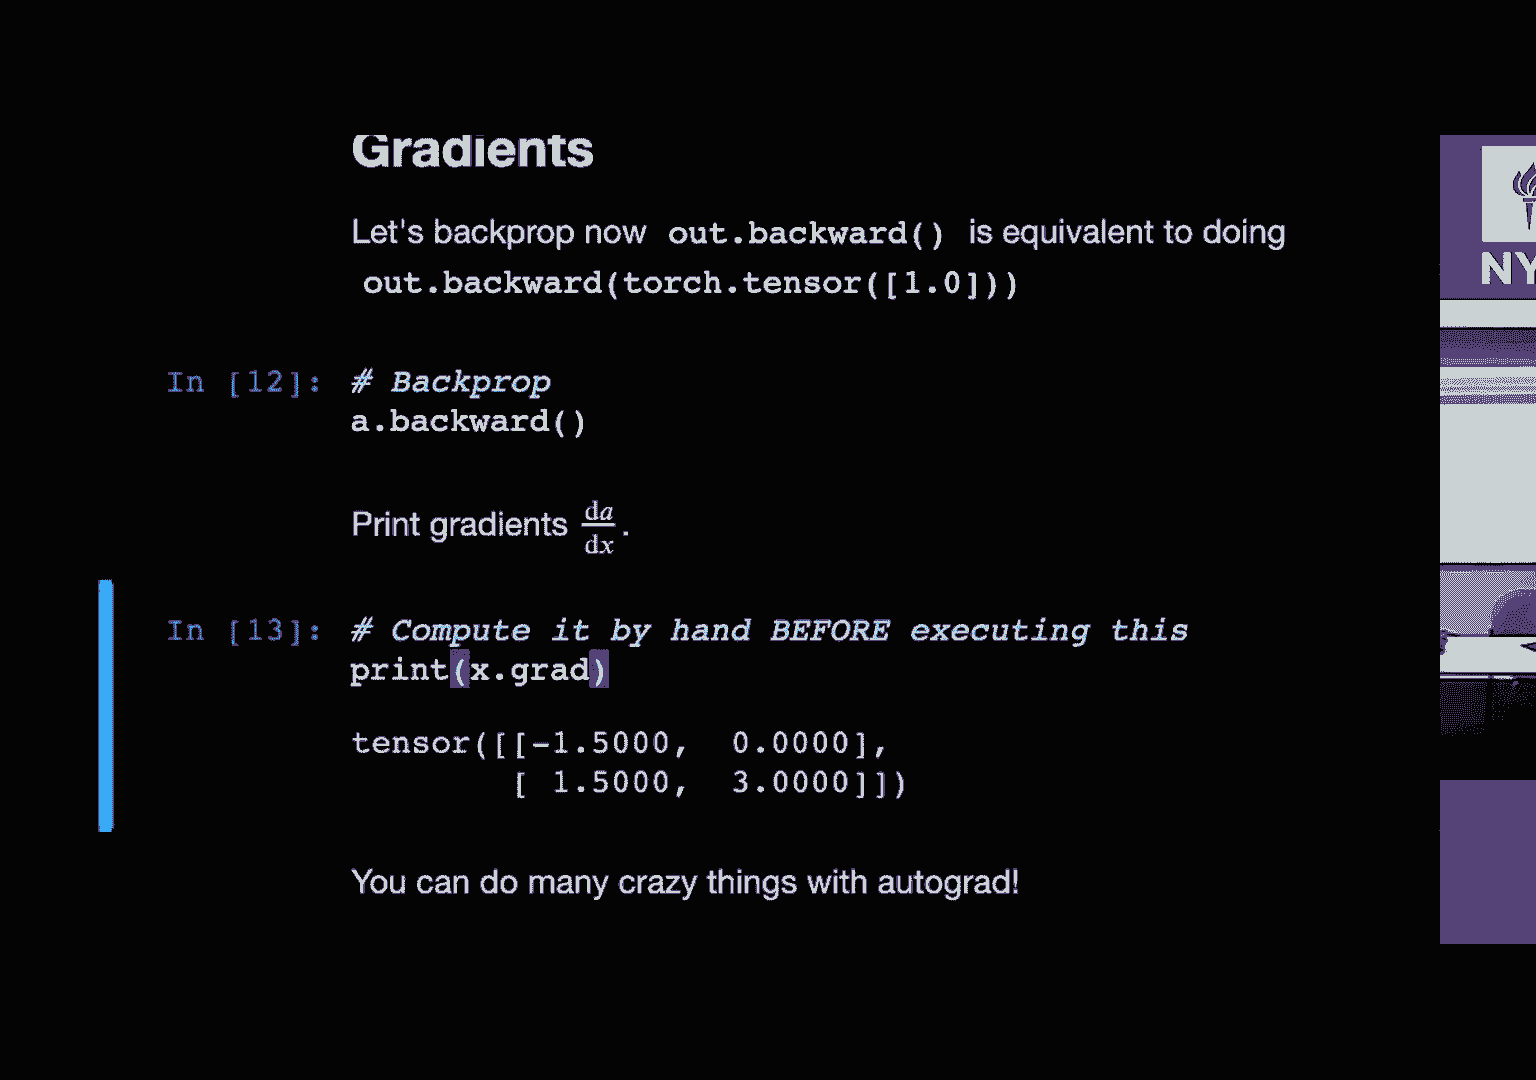 Gradients
Let's backprop now out.backward() is equivalent to doing
out.backward(torch.tensor([1.0]))
In [12]: # Backprop
a.backward()
Print gradients da/dx.
In [13]: # Compute it by hand BEFORE executing this
print(x.grad)
tensor([[-1.5000, 0.0000],
[ 1.5000, 3.0000]])
You can do many crazy things with autograd!
NY